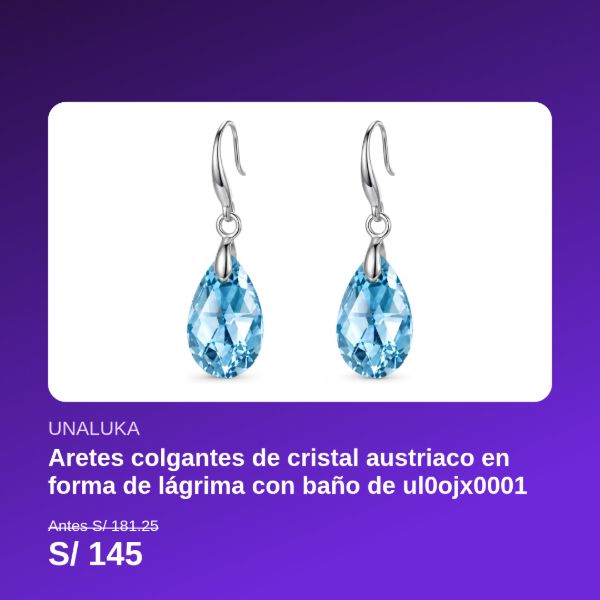 UNALUKA
Aretes colgantes de cristal austriaco en
forma de lágrima con baño de ul0ojx0001
Antes S/ 181.25
S/ 145